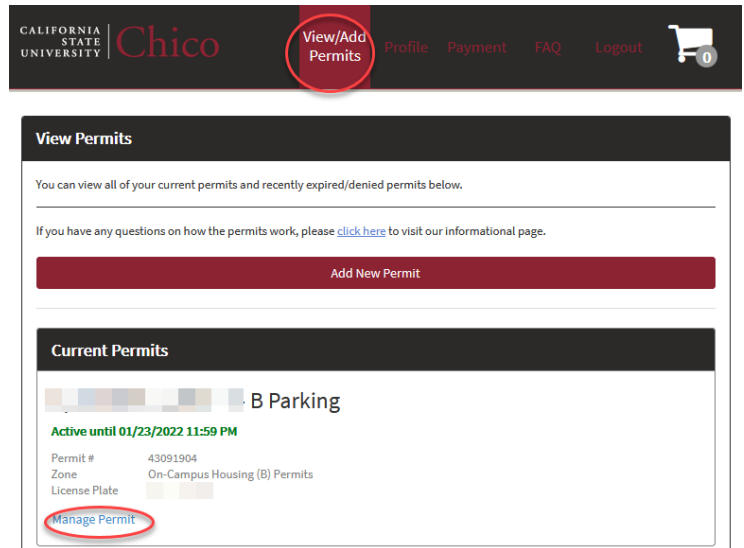 CALIFORNIA
STATE
UNIVERSITY
Chico
View/Add
Permits
Profile
Payment
FAQ
Logout
0
View Permits
You can view all of your current permits and recently expired/denied permits below.
If you have any questions on how the permits work, please click here to visit our informational page.
Add New Permit
Current Permits
B Parking
Active until 01/23/2022 11:59 PM
Permit # 43091904
Zone On-Campus Housing (B) Permits
License Plate
Manage Permit